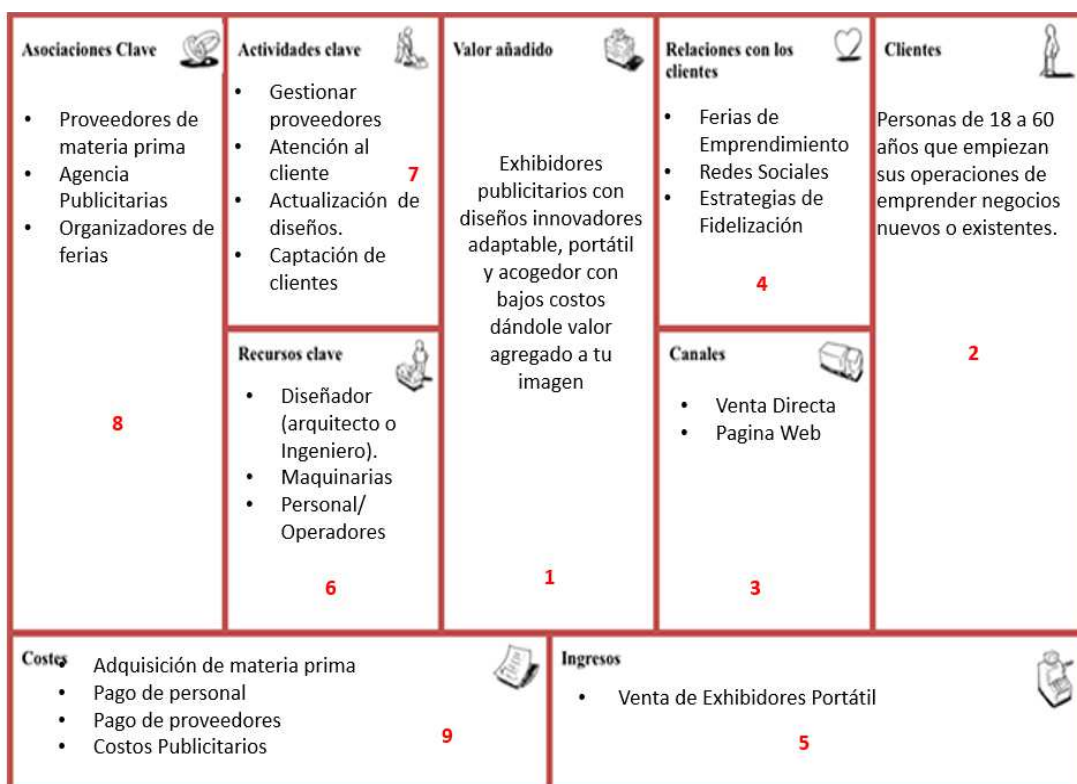 Asociaciones Clave
• Proveedores de
materia prima
• Agencia
Publicitarias
• Organizadores de
ferias
8
Actividades clave
• Gestionar
proveedores
• Atención al
cliente
7
• Actualización de
diseños.
• Captación de
clientes
Recursos clave
• Diseñador
(arquitecto o
Ingeniero).
• Maquinarias
• Personal/
Operadores
6
Valor añadido
Exhibidores
publicitarios con
diseños innovadores
adaptable, portátil
y acogedor con
bajos costos
dándole valor
agregado a tu
imagen
1
Relaciones con los
clientes
• Ferias de
Emprendimiento
• Redes Sociales
• Estrategias de
Fidelización
4
Canales
• Venta Directa
• Pagina Web
3
Clientes
Personas de 18 a 60
años que empiezan
sus operaciones de
emprender negocios
nuevos o existentes.
2
Costes
• Adquisición de materia prima
• Pago de personal
• Pago de proveedores
• Costos Publicitarios
9
Ingresos
• Venta de Exhibidores Portátil
5